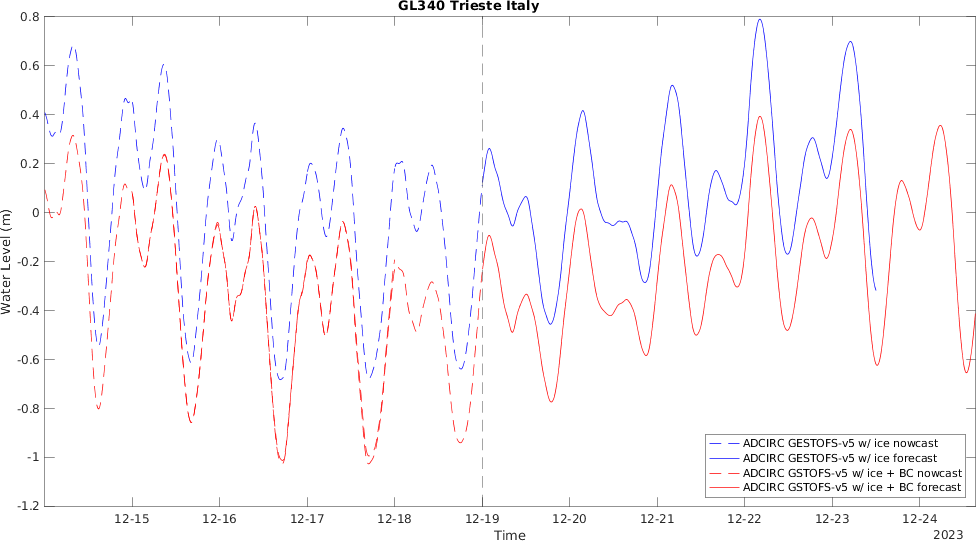 GL340 Trieste Italy
0.8
0.6
0.4
0.2
0
-0.2
-0.4
-0.6
-0.8
-1
-1.2
Water Level (m)
ADCIRC GESTOFS-v5 w/ ice nowcast
ADCIRC GESTOFS-v5 w/ ice forecast
ADCIRC GSTOFS-v5 w/ ice + BC nowcast
ADCIRC GSTOFS-v5 w/ ice + BC forecast
12-15 12-16 12-17 12-18 12-19 12-20 12-21 12-22 12-23 12-24
Time
2023